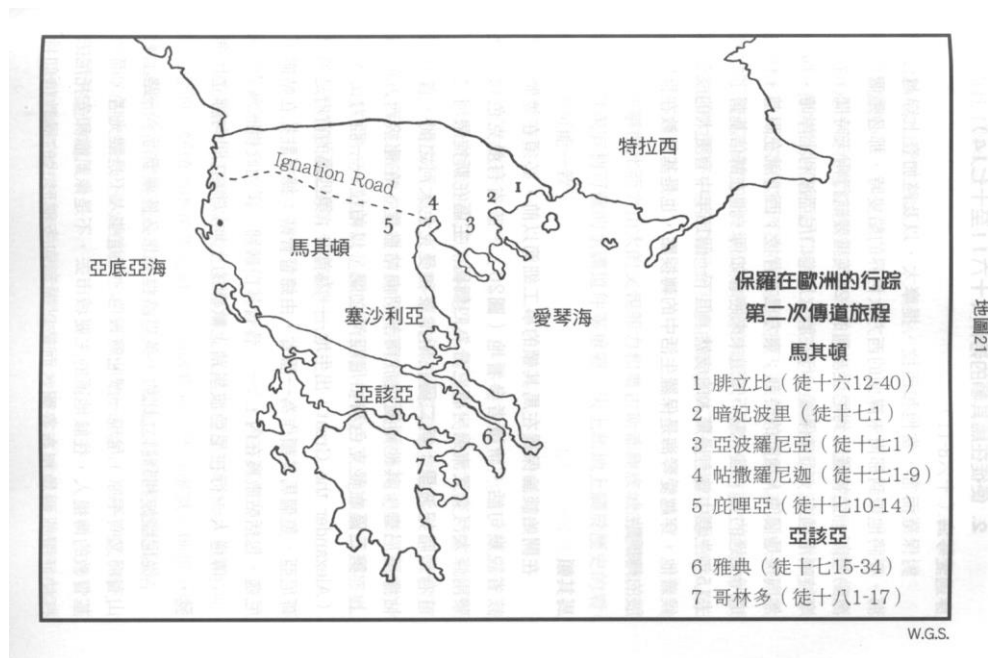 特拉西
Ignation Road
1
2
3
4
5
馬其頓
亞底亞海
塞沙利亞
愛琴海
亞該亞
6
7
保羅在歐洲的行踪
第二次傳道旅程
馬其頓
1 腓立比（徒十六12-40）
2 暗妃波里（徒十七1）
3 亞波羅尼亞（徒十七1）
4 帖撒羅尼迦（徒十七1-9）
5 庇哩亞（徒十七10-14）
亞該亞
6 雅典（徒十七15-34）
7 哥林多（徒十八1-17）
地圖21
W.G.S.